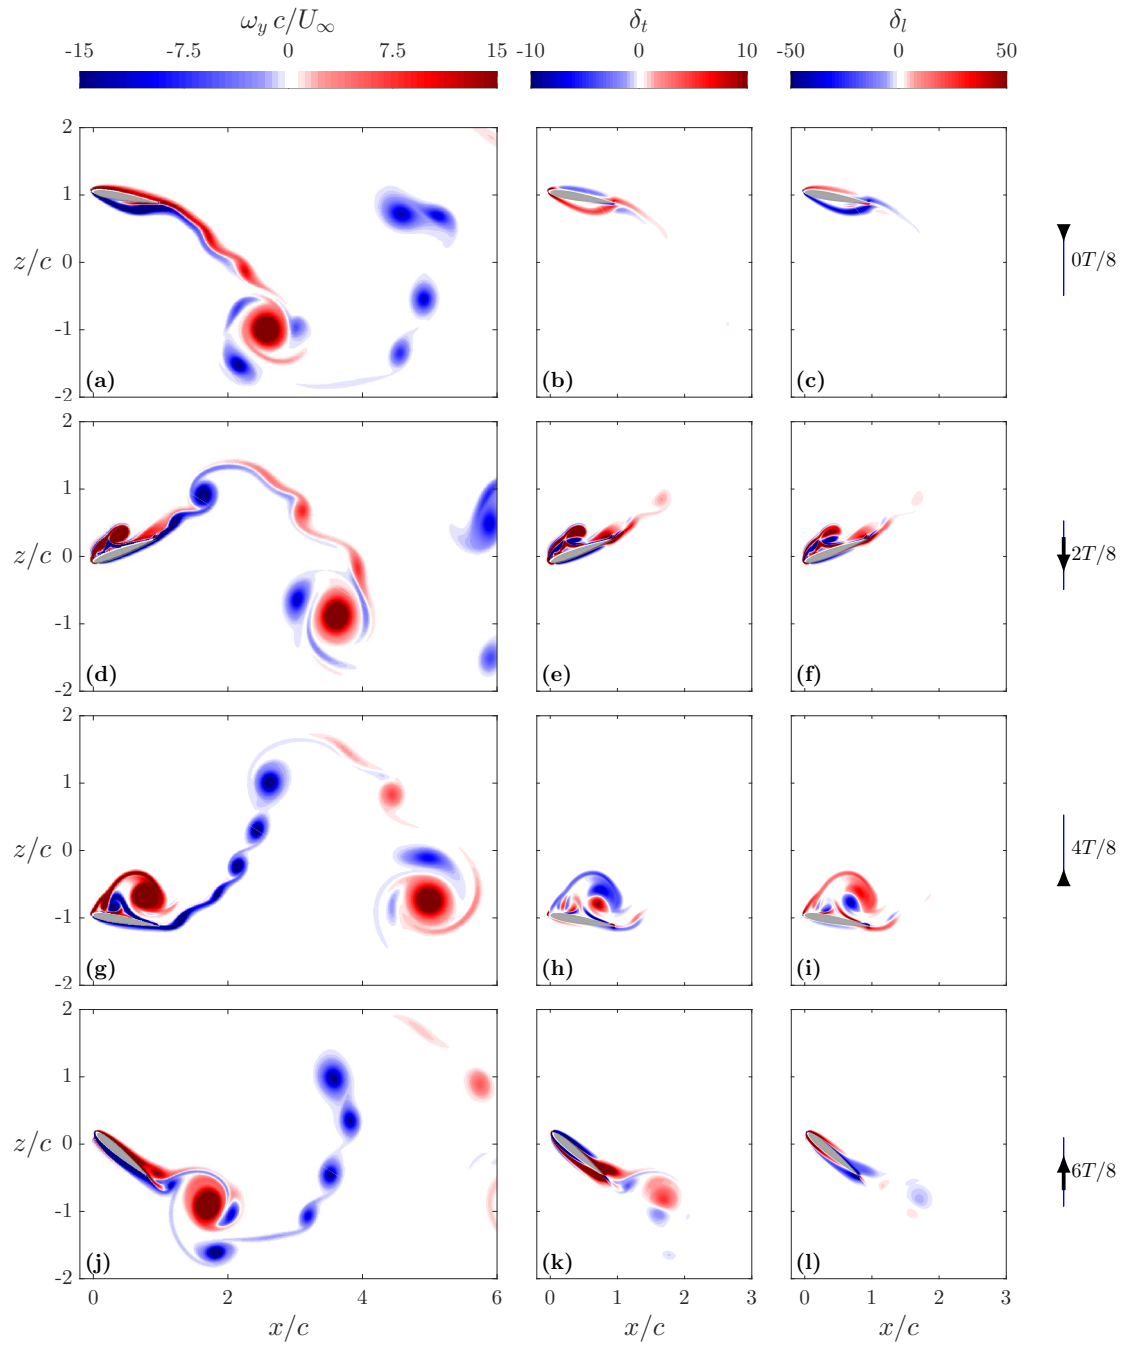 ω_y c/U_∞ δ_t δ_l
-15 -7.5 0 7.5 15 -10 0 10 -50 0 50
2
1
z/c 0 0T/8
-1
-2
(a) (b) (c)
2
1
z/c 0 2T/8
-1
-2
(d) (e) (f)
2
1
z/c 0 4T/8
-1
-2
(g) (h) (i)
2
1
z/c 0 6T/8
-1
-2
(j) (k) (l)
0 2 4 6 0 1 2 3 0 1 2 3
x/c x/c x/c